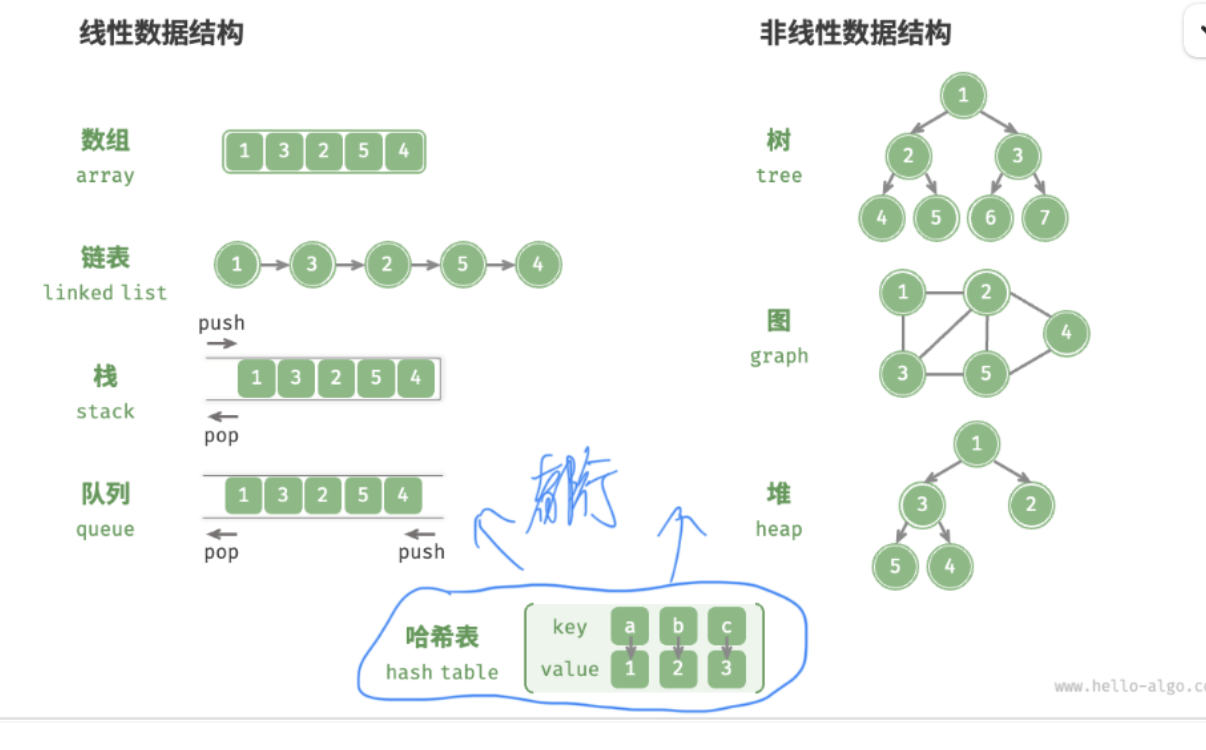 线性数据结构
非线性数据结构
数组
array
1 3 2 5 4
链表
linked list
1 3 2 5 4
push
栈
stack
1 3 2 5 4
pop
队列
queue
1 3 2 5 4
pop push
树
tree
1
2 3
4 5 6 7
图
graph
1 2
4
3 5
堆
heap
1
3 2
5 4
都行
哈希表
hash table
key a b c
value 1 2 3
www.hello-algo.c